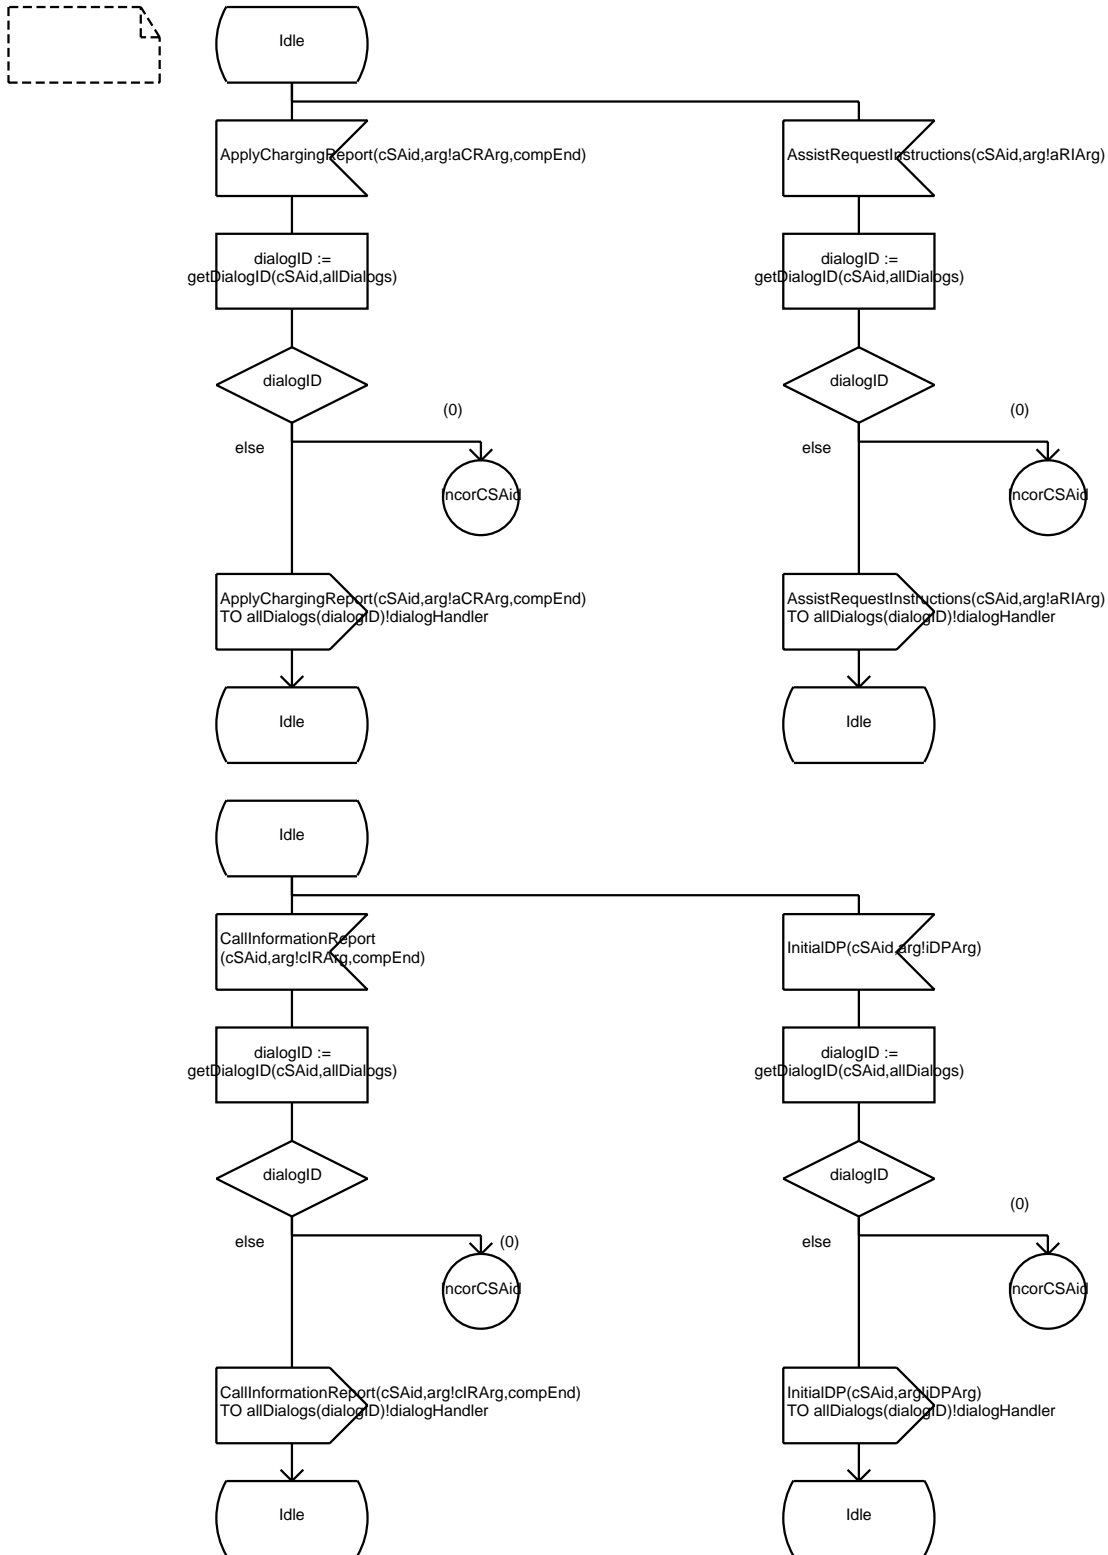 Idle
ApplyChargingReport(cSAid,arg!aCRArg,compEnd)
AssistRequestInstructions(cSAid,arg!aRIArg)
dialogID :=
getDialogID(cSAid,allDialogs)
dialogID :=
getDialogID(cSAid,allDialogs)
dialogID
dialogID
(0)
(0)
else
else
IncorCSAid
IncorCSAid
ApplyChargingReport(cSAid,arg!aCRArg,compEnd)
TO allDialogs(dialogID)!dialogHandler
AssistRequestInstructions(cSAid,arg!aRIArg)
TO allDialogs(dialogID)!dialogHandler
Idle
Idle
Idle
CallInformationReport
(cSAid,arg!cIRArg,compEnd)
InitialDP(cSAid,arg!iDPArg)
dialogID :=
getDialogID(cSAid,allDialogs)
dialogID :=
getDialogID(cSAid,allDialogs)
dialogID
dialogID
(0)
else
(0)
else
IncorCSAid
IncorCSAid
CallInformationReport(cSAid,arg!cIRArg,compEnd)
TO allDialogs(dialogID)!dialogHandler
InitialDP(cSAid,arg!iDPArg)
TO allDialogs(dialogID)!dialogHandler
Idle
Idle